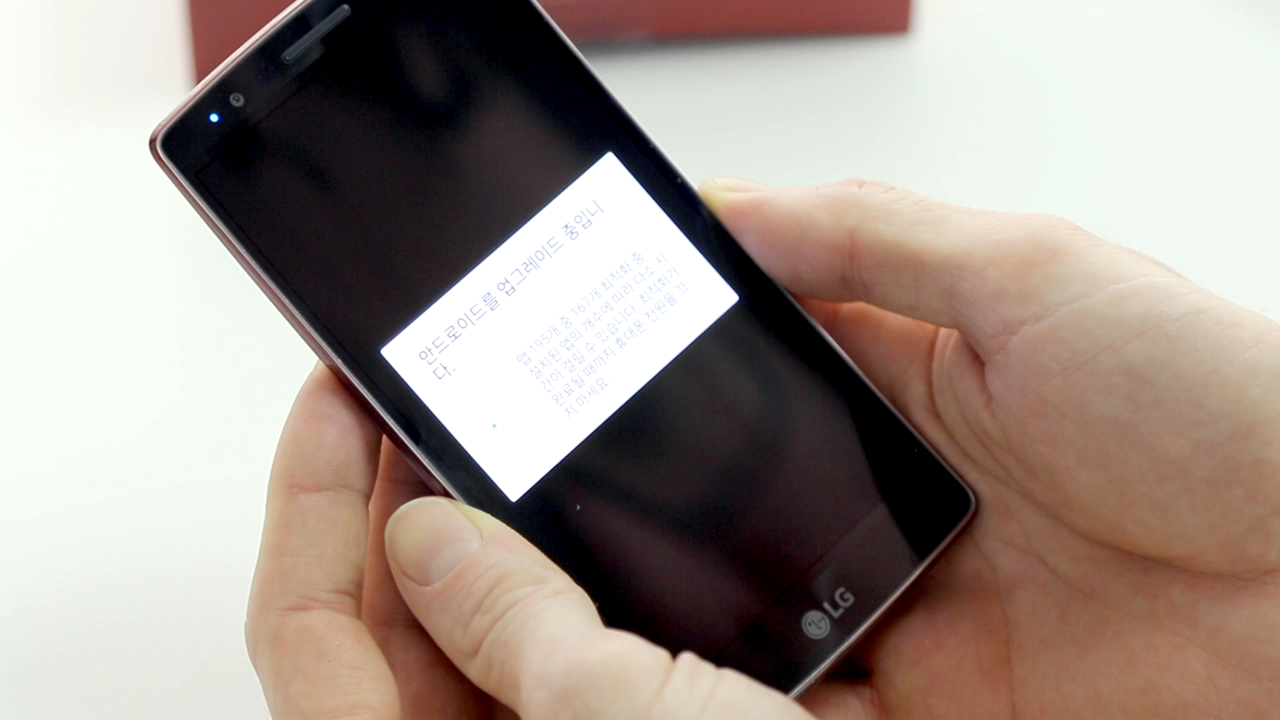 안드로이드를 업그레이드 중입니
다.
앱 195개 중 167개 최적화 중
설치된 앱의 개수에 따라 다소 시
간이 걸릴 수 있습니다. 최적화가
완료될 때까지 휴대폰 전원을 끄
지 마세요.
LG